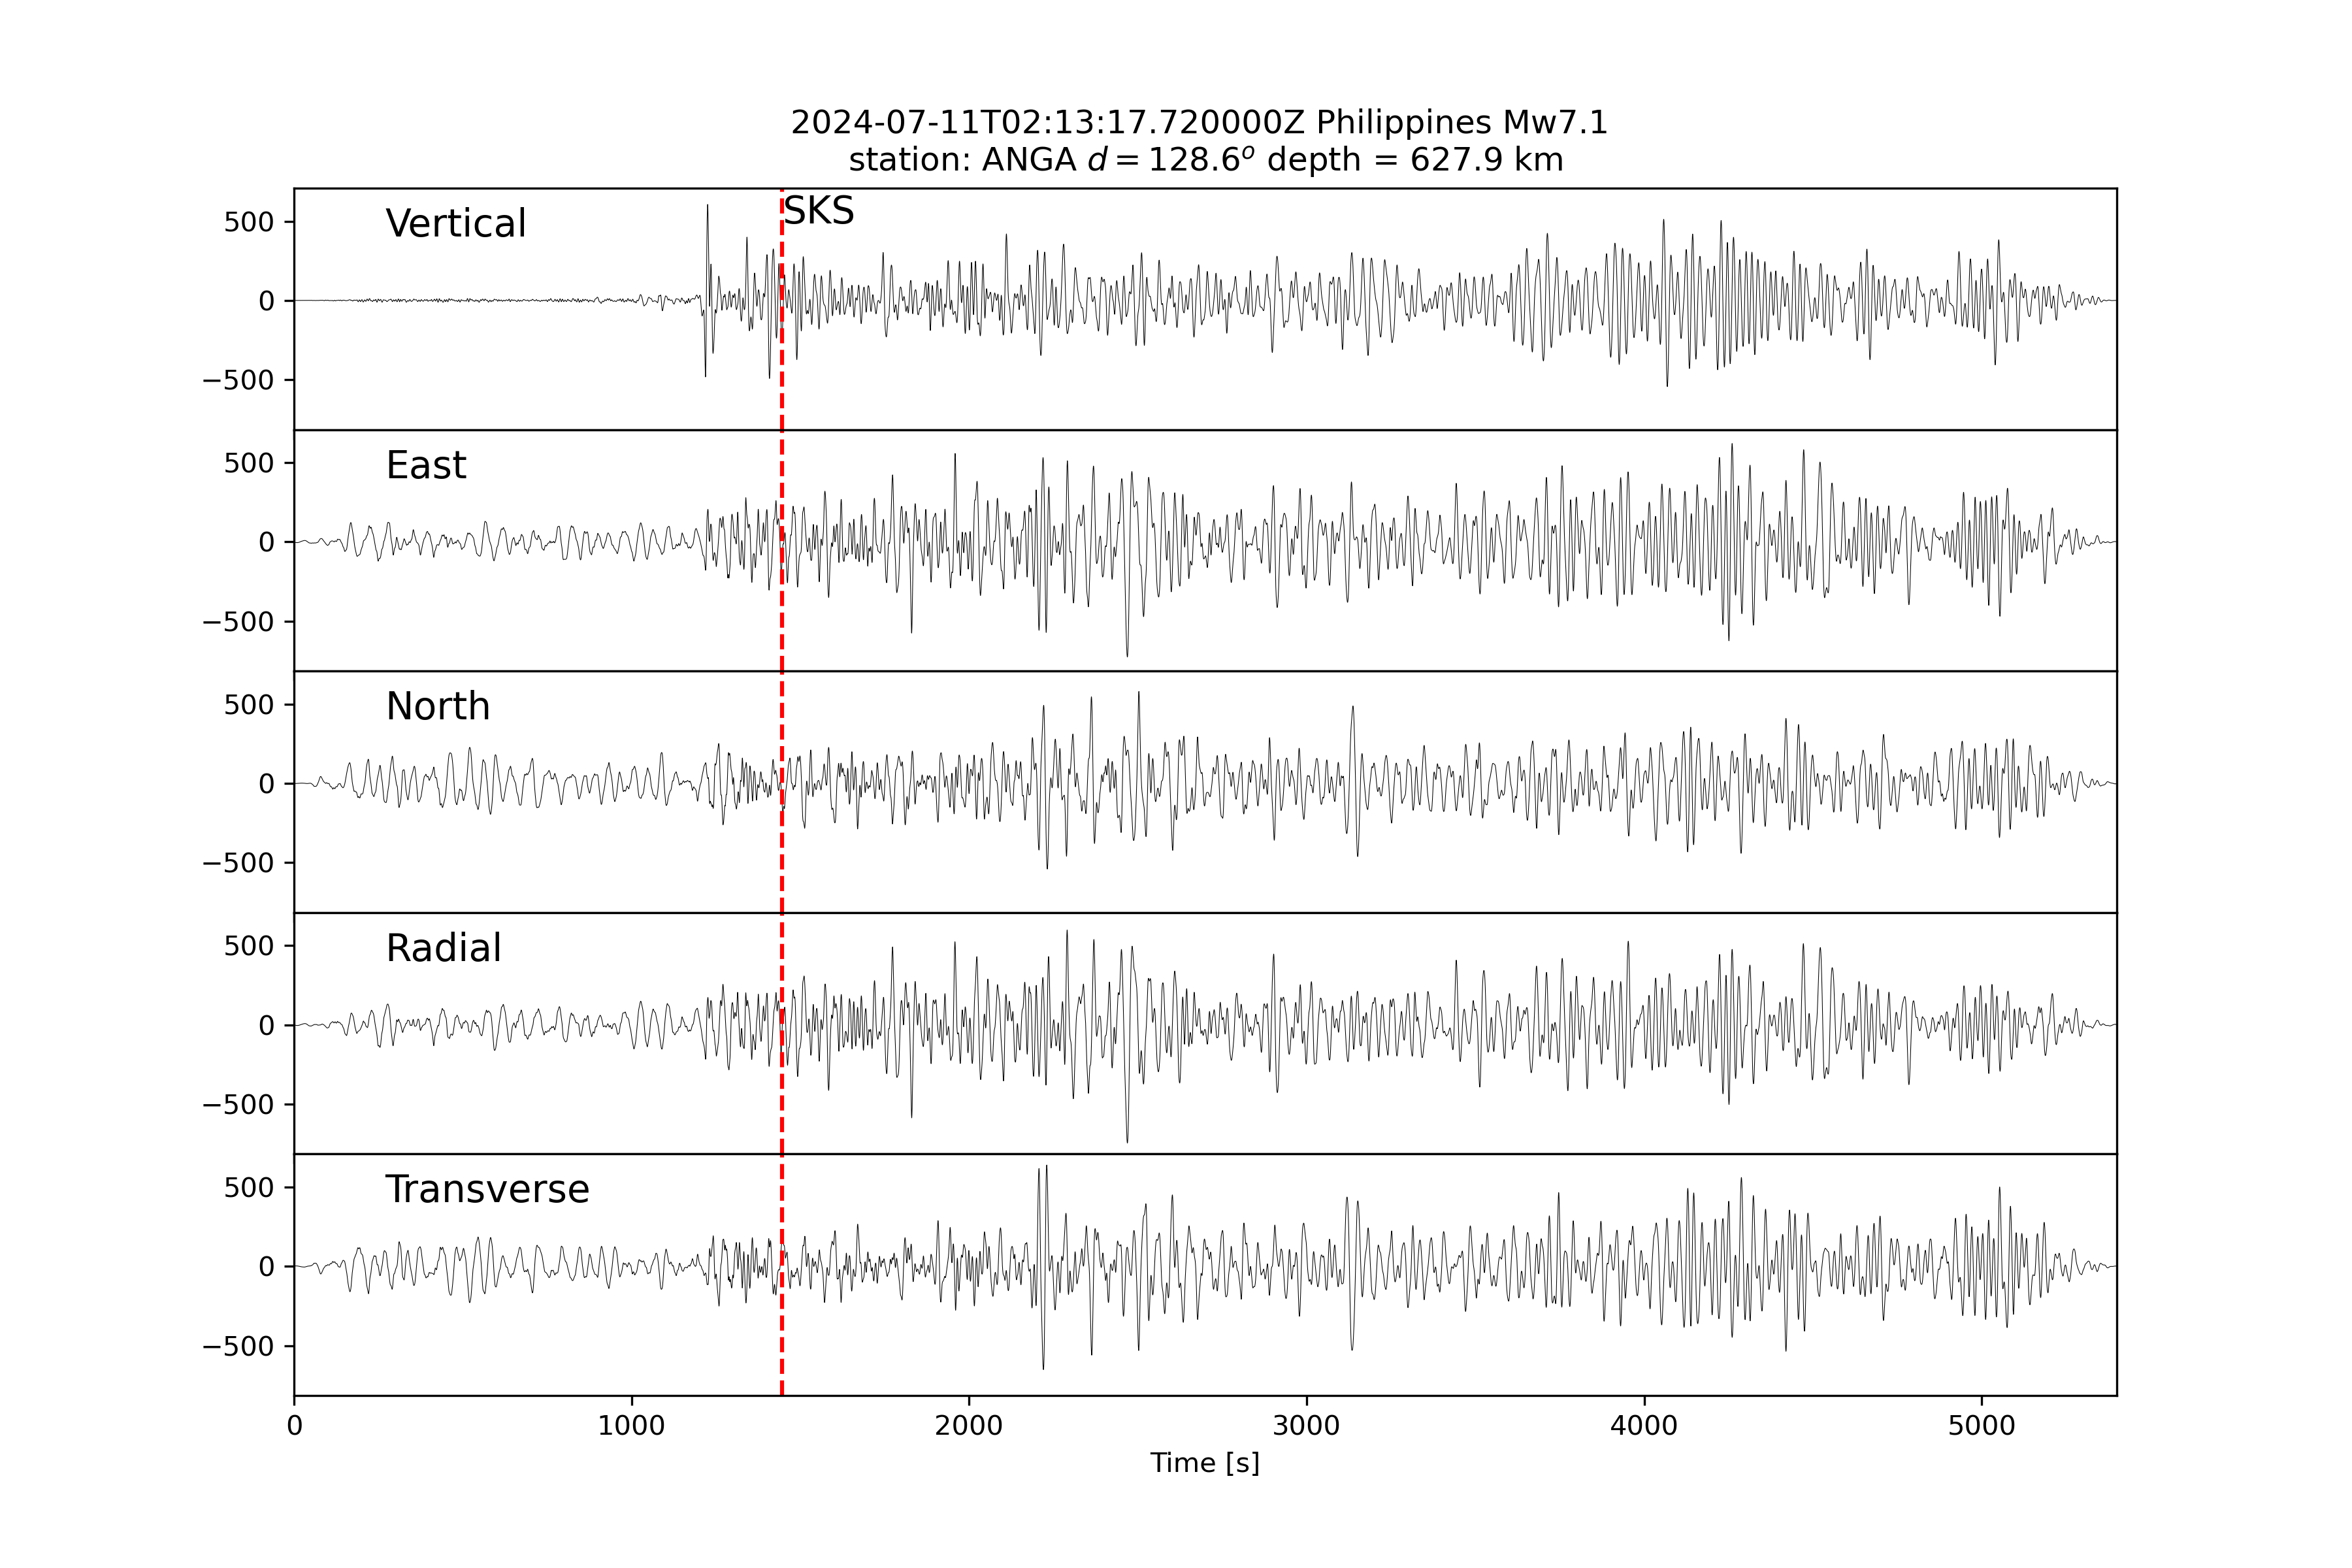 2024-07-11T02:13:17.720000Z Philippines Mw7.1
station: ANGA d = 128.6° depth = 627.9 km
SKS
Vertical
500
0
−500
East
500
0
−500
North
500
0
−500
Radial
500
0
−500
Transverse
500
0
−500
0 1000 2000 3000 4000 5000
Time [s]